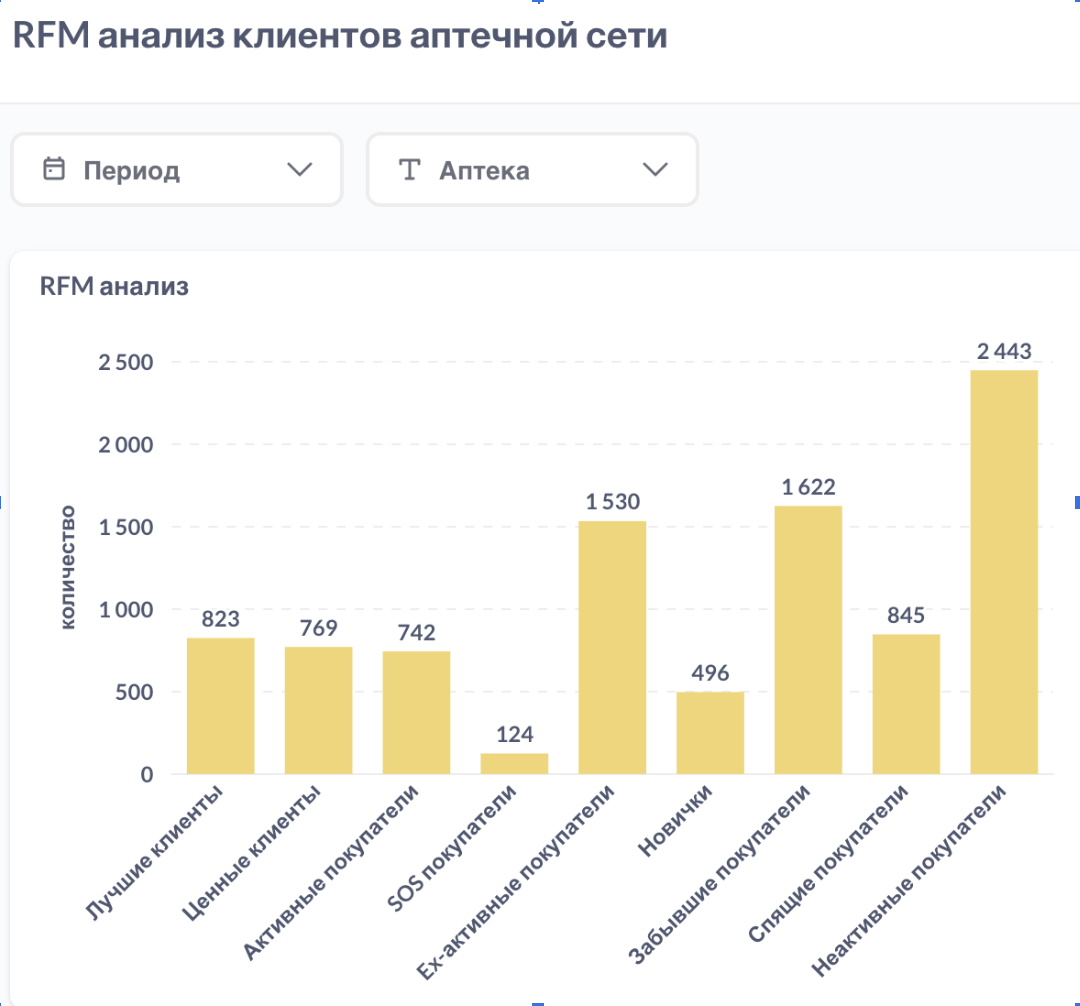 RFM анализ клиентов аптечной сети
Период
Аптека
RFM анализ
количество
2 500
2 000
1 500
1 000
500
0
823
769
742
124
1 530
496
1 622
845
2 443
Лучшие клиенты
Ценные клиенты
Активные покупатели
SOS покупатели
Ex-активные покупатели
Новички
Забывшие покупатели
Спящие покупатели
Неактивные покупатели